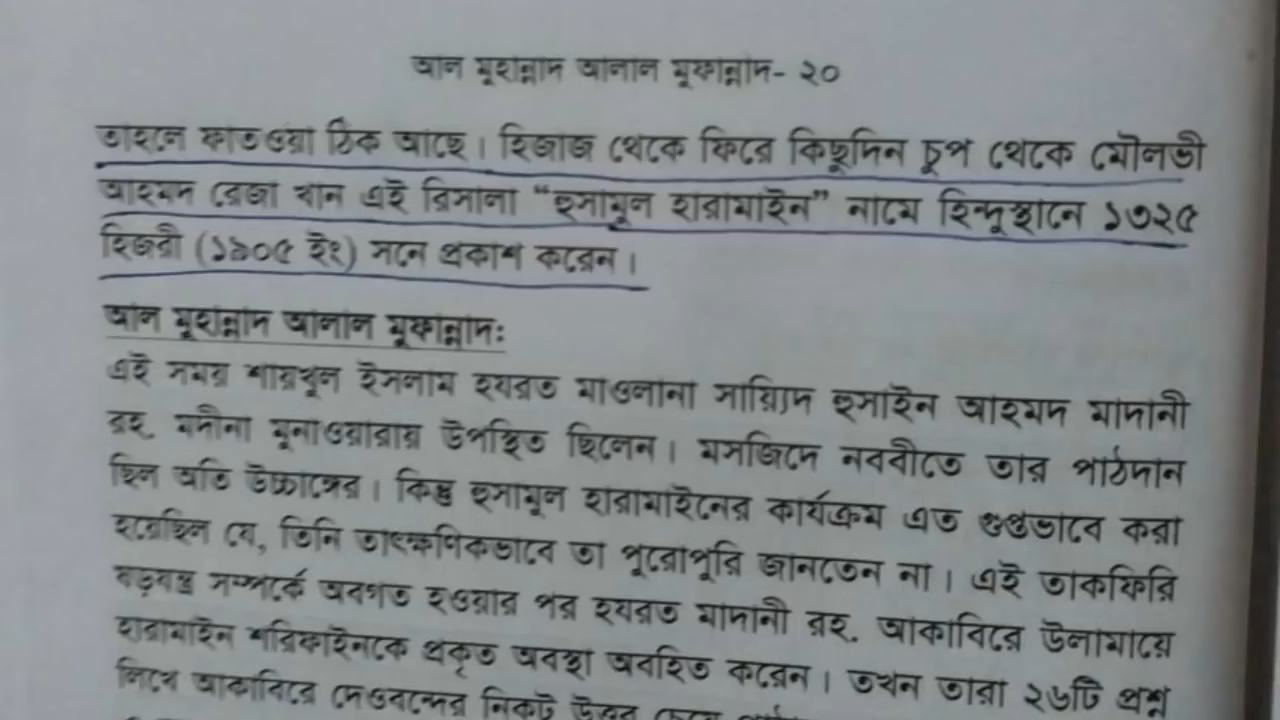 আল মুহান্নাদ আলাল মুফান্নাদ- ২০
তাহলে ফাতওয়া ঠিক আছে। হিজাজ থেকে ফিরে কিছুদিন চুপ থেকে মৌলভী
আহমদ রেজা খান এই রিসালা “হুসামুল হারামাইন” নামে হিন্দুস্থানে ১৩২৫
হিজরী (১৯০৫ ইং) সনে প্রকাশ করেন।
আল মুহান্নাদ আলাল মুফান্নাদ:
এই সময় শায়খুল ইসলাম হযরত মাওলানা সায়্যিদ হুসাইন আহমদ মাদানী
রহ. মদীনা মুনাওয়ারায় উপস্থিত ছিলেন। মসজিদে নববীতে তার পাঠদান
ছিল অতি উচ্চাঙ্গের। কিন্তু হুসামুল হারামাইনের কার্যক্রম এত গুপ্তভাবে করা
হয়েছিল যে, তিনি তাৎক্ষণিকভাবে তা পুরোপুরি জানতেন না। এই তাকফিরি
ষড়যন্ত্র সম্পর্কে অবগত হওয়ার পর হযরত মাদানী রহ. আকাবিরে উলামায়ে
হারামাইন শরিফাইনকে প্রকৃত অবস্থা অবহিত করেন। তখন তারা ২৬টি প্রশ্ন
লিখে আকাবিরে দেওবন্দের নিকট উত্তর চেয়ে